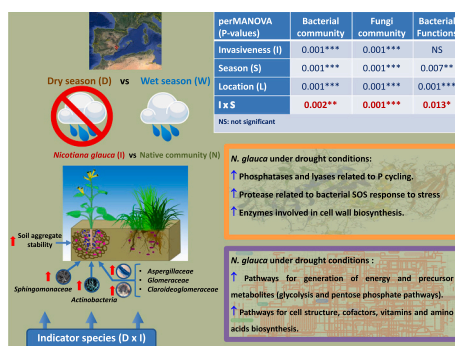 perMANOVA (P-values) Bacterial community Fungi community Bacterial Functions
Invasiveness (I) 0.001*** 0.001*** NS
Season (S) 0.001*** 0.001*** 0.007**
Location (L) 0.001*** 0.001*** 0.001***
I x S 0.002** 0.001*** 0.013*
NS: not significant
Dry season (D) vs Wet season (W)
Nicotiana glauca (I) vs Native community (N)
Soil aggregate
stability
Sphingomonaceae
Actinobacteria
• Aspergillaceae
• Glomeraceae
• Claroideoglomeraceae
Indicator species (D x I)
N. glauca under drought conditions:
↑ Phosphatases and lyases related to P cycling.
↑ Protease related to bacterial SOS response to stress
↑ Enzymes involved in cell wall biosynthesis.
N. glauca under drought conditions :
↑ Pathways for generation of energy and precursor
metabolites (glycolysis and pentose phosphate pathways).
↑ Pathways for cell structure, cofactors, vitamins and amino
acids biosynthesis.